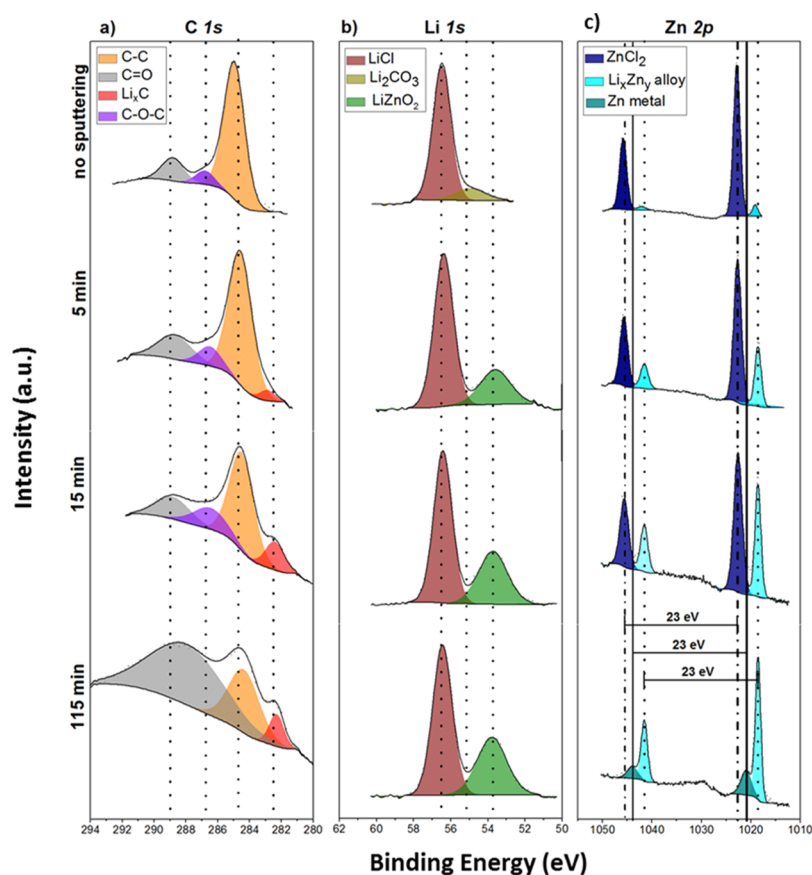 a) C 1s
C-C
C=O
LixC
C-O-C
b) Li 1s
LiCl
Li2CO3
LiZnO2
c) Zn 2p
ZnCl2
LixZny alloy
Zn metal
no sputtering
5 min
15 min
115 min
Intensity (a.u.)
23 eV
23 eV
23 eV
294 292 290 288 286 284 282 280
62 60 58 56 54 52 50
1050 1040 1030 1020 1010
Binding Energy (eV)